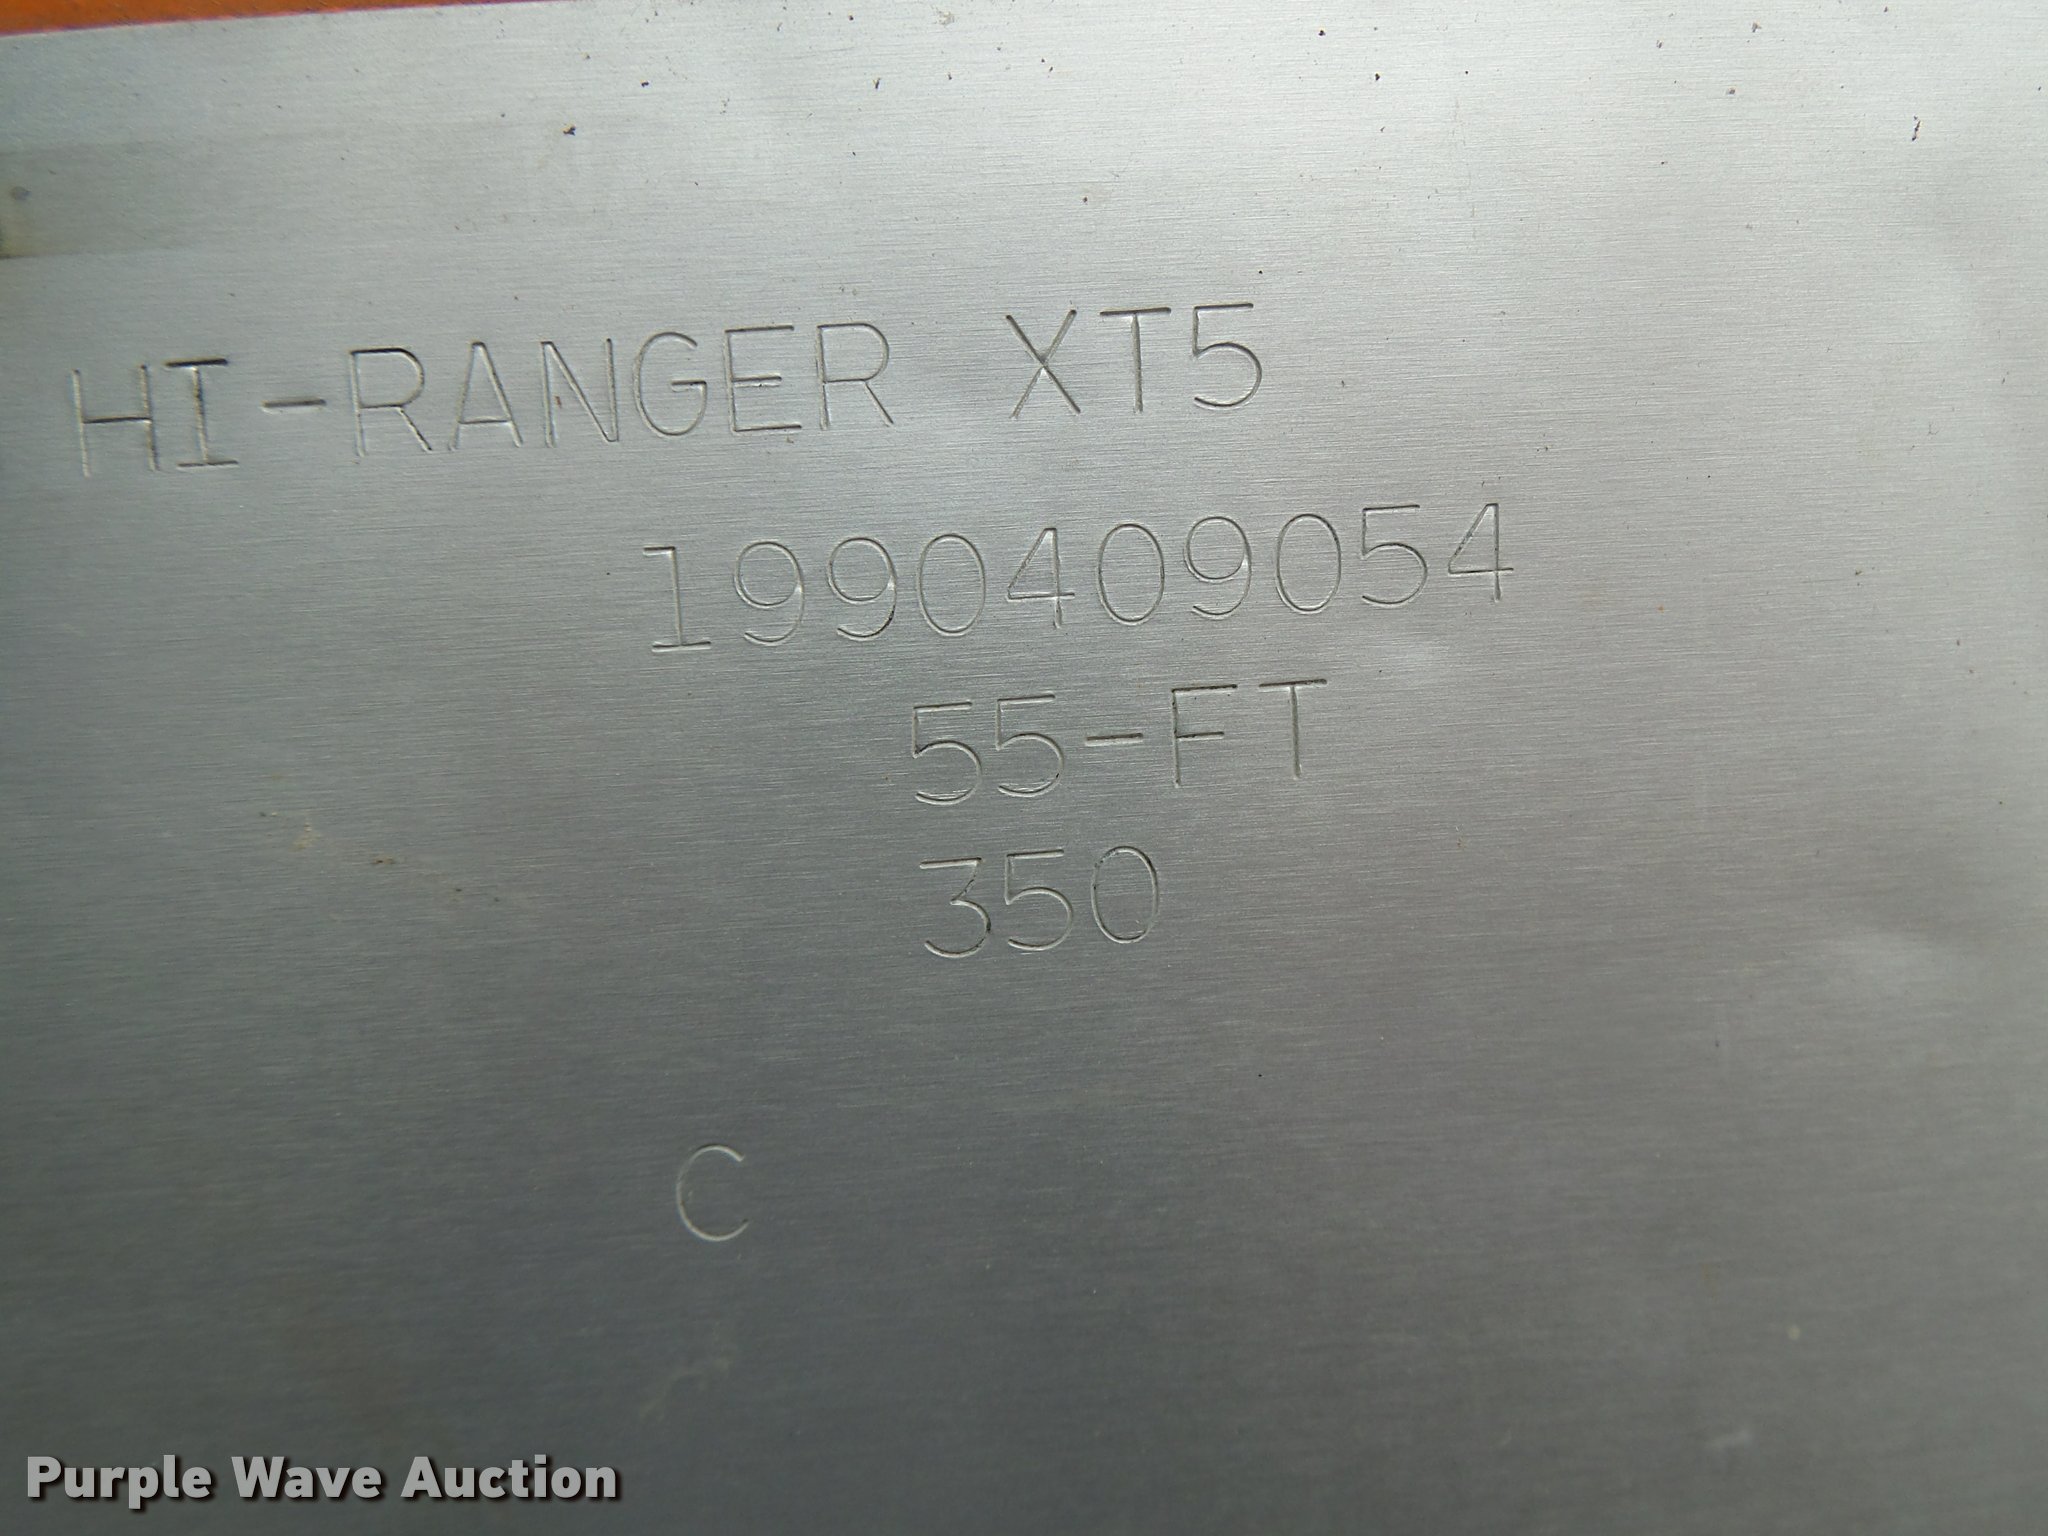 HI-RANGER XT5
1990409054
55-FT
350
C
Purple Wave Auction